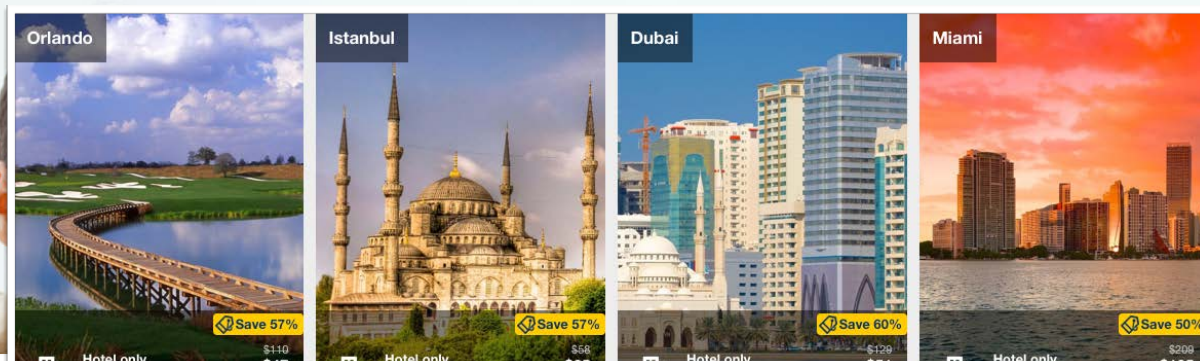 Orlando
Save 57%
$110
Hotel only
Istanbul
Save 57%
$58
Hotel only
Dubai
Save 60%
$129
Hotel only
Miami
Save 50%
$209
Hotel only